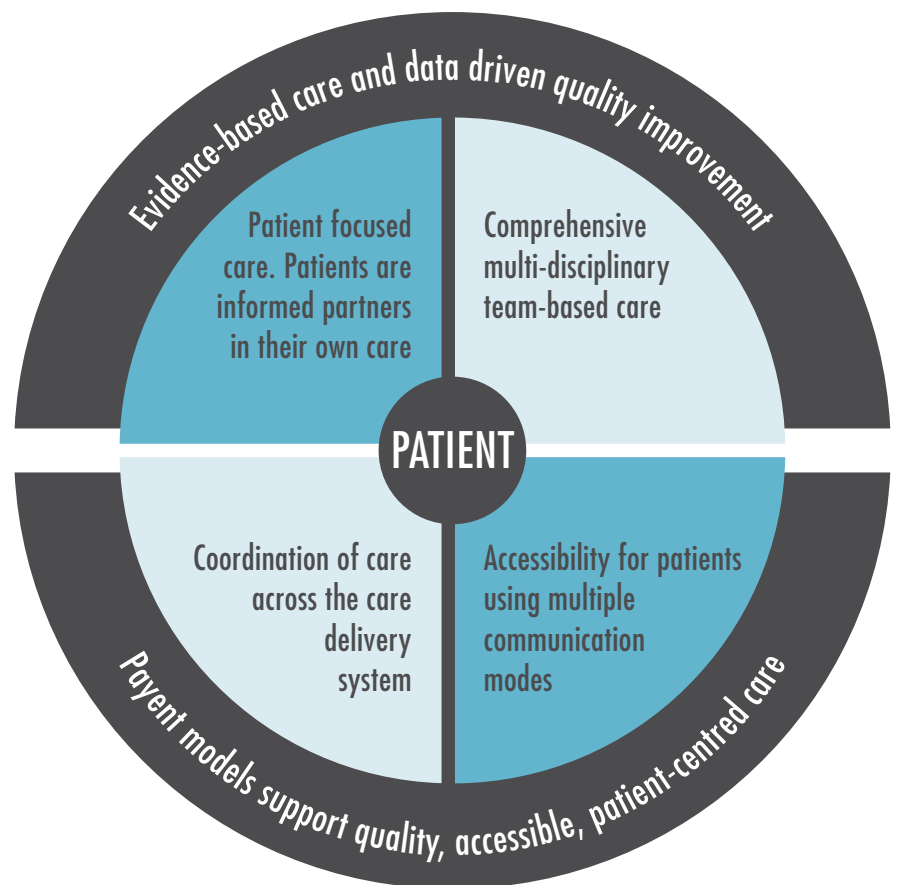 Evidence-based care and data driven quality improvement
Patient focused
care. Patients are
informed partners
in their own care
Comprehensive
multi-disciplinary
team-based care
PATIENT
Coordination of care
across the care
delivery
system
Accessibility for patients
using multiple
communication
modes
Payent models support quality, accessible, patient-centred care